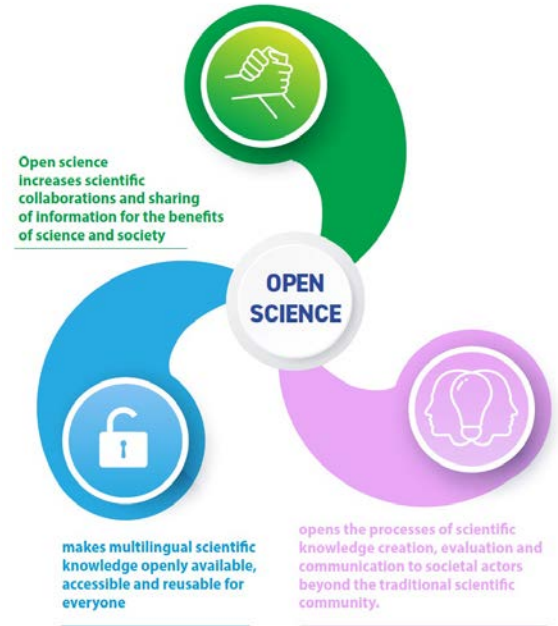 Open science
increases scientific
collaborations and sharing
of information for the benefits
of science and society
OPEN
SCIENCE
makes multilingual scientific
knowledge openly available,
accessible and reusable for
everyone
opens the processes of scientific
knowledge creation, evaluation and
communication to societal actors
beyond the traditional scientific
community.